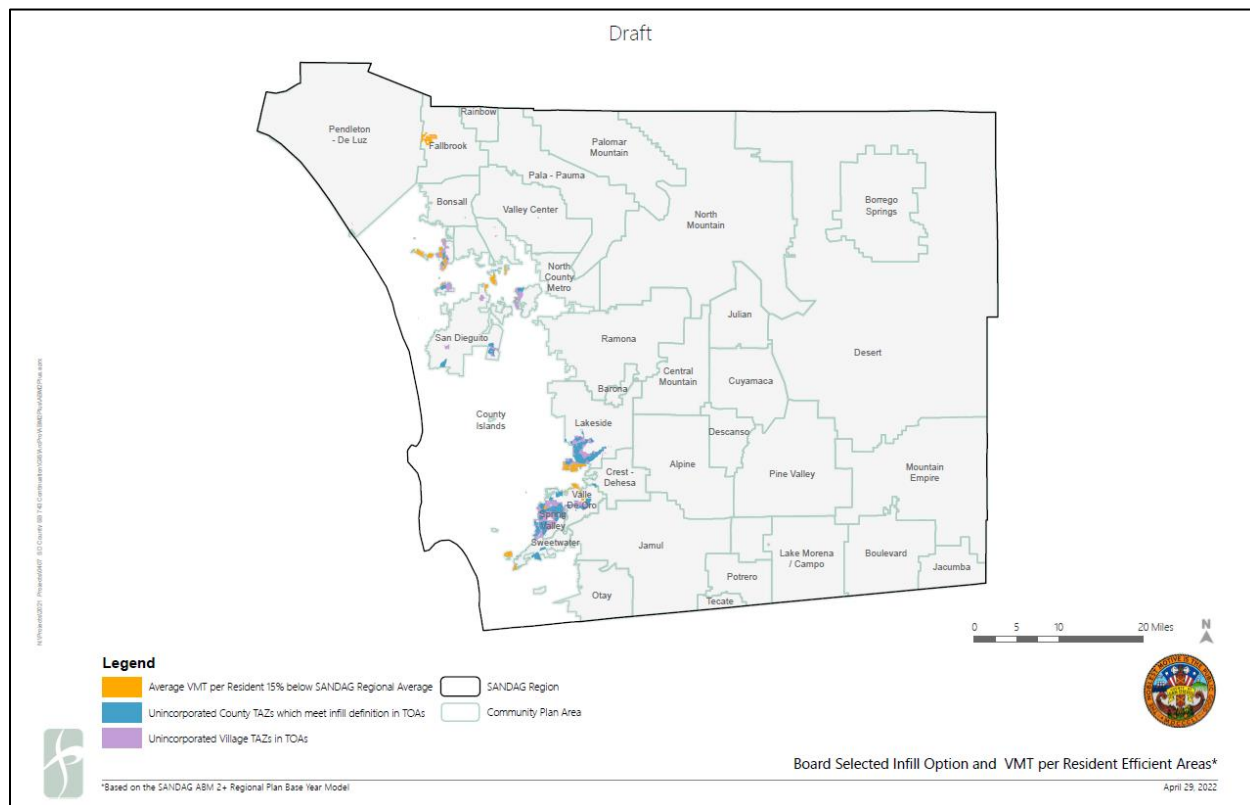 Draft
Rainbow
Pendleton
- De Luz
Fallbrook
Palomar
Mountain
Pala - Pauma
Bonsall
Valley Center
Borrego
Springs
North
Mountain
North
County
Metro
Julian
San Dieguito
Ramona
Desert
Central
Mountain
Cuyamaca
Barona
County
Islands
Lakeside
Descanso
Crest -
Dehesa
Alpine
Pine Valley
Mountain
Empire
Valle
De Oro
Spring
Valley
Sweetwater
Jamul
Lake Morena
/ Campo
Boulevard
Jacumba
Potrero
Otay
Tecate
0 5 10 20 Miles
N
Legend
Average VMT per Resident 15% below SANDAG Regional Average
SANDAG Region
Unincorporated County TAZs which meet infill definition in TOAs
Community Plan Area
Unincorporated Village TAZs in TOAs
Board Selected Infill Option and VMT per Resident Efficient Areas*
*Based on the SANDAG ABM 2+ Regional Plan Base Year Model
April 29, 2022